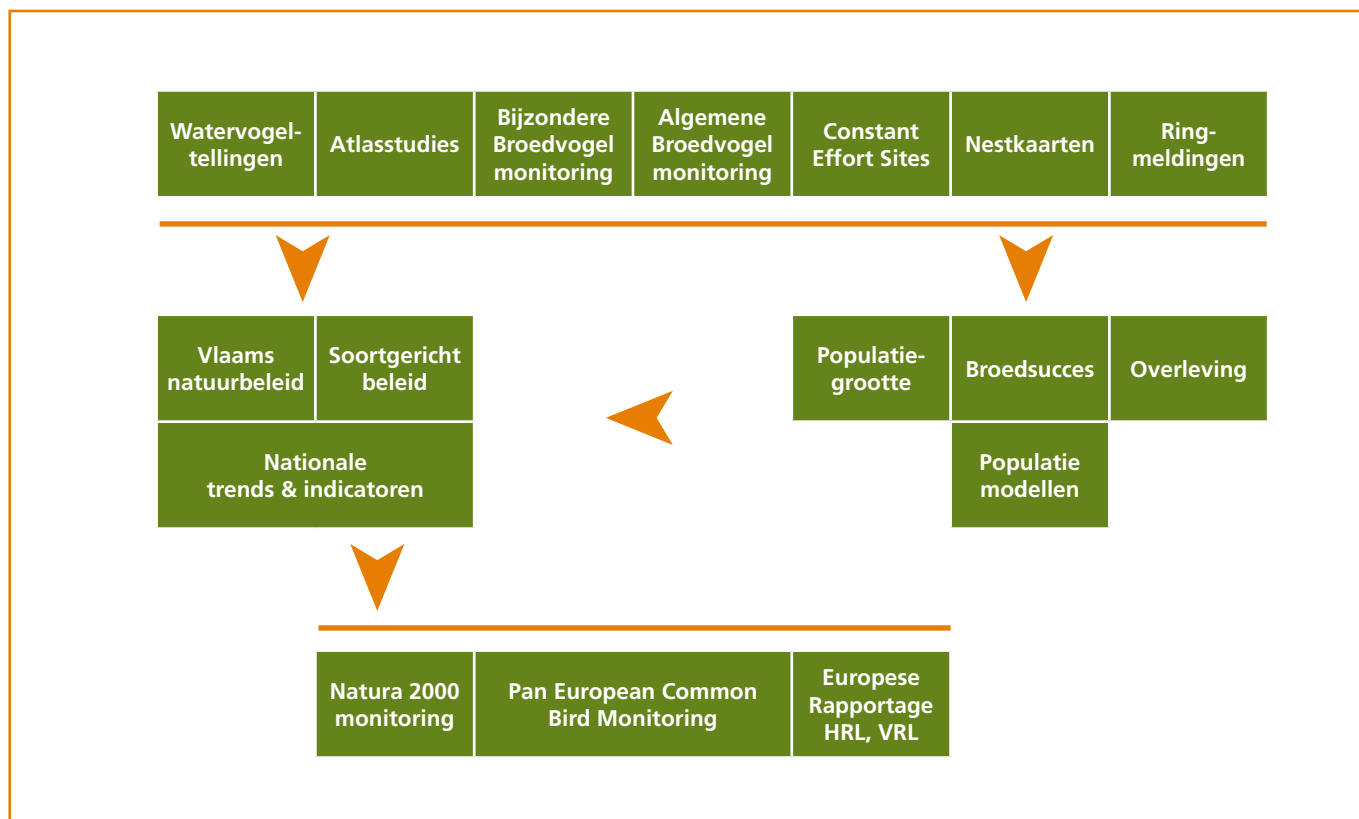 Watervogel-
tellingen
Atlasstudies
Bijzondere
Broedvogel
monitoring
Algemene
Broedvogel
monitoring
Constant
Effort Sites
Nestkaarten
Ring-
meldingen
Vlaams
natuurbeleid
Soortgericht
beleid
Populatie-
grootte
Broedsucces
Overleving
Nationale
trends & indicatoren
Populatie
modellen
Natura 2000
monitoring
Pan European Common
Bird Monitoring
Europese
Rapportage
HRL, VRL